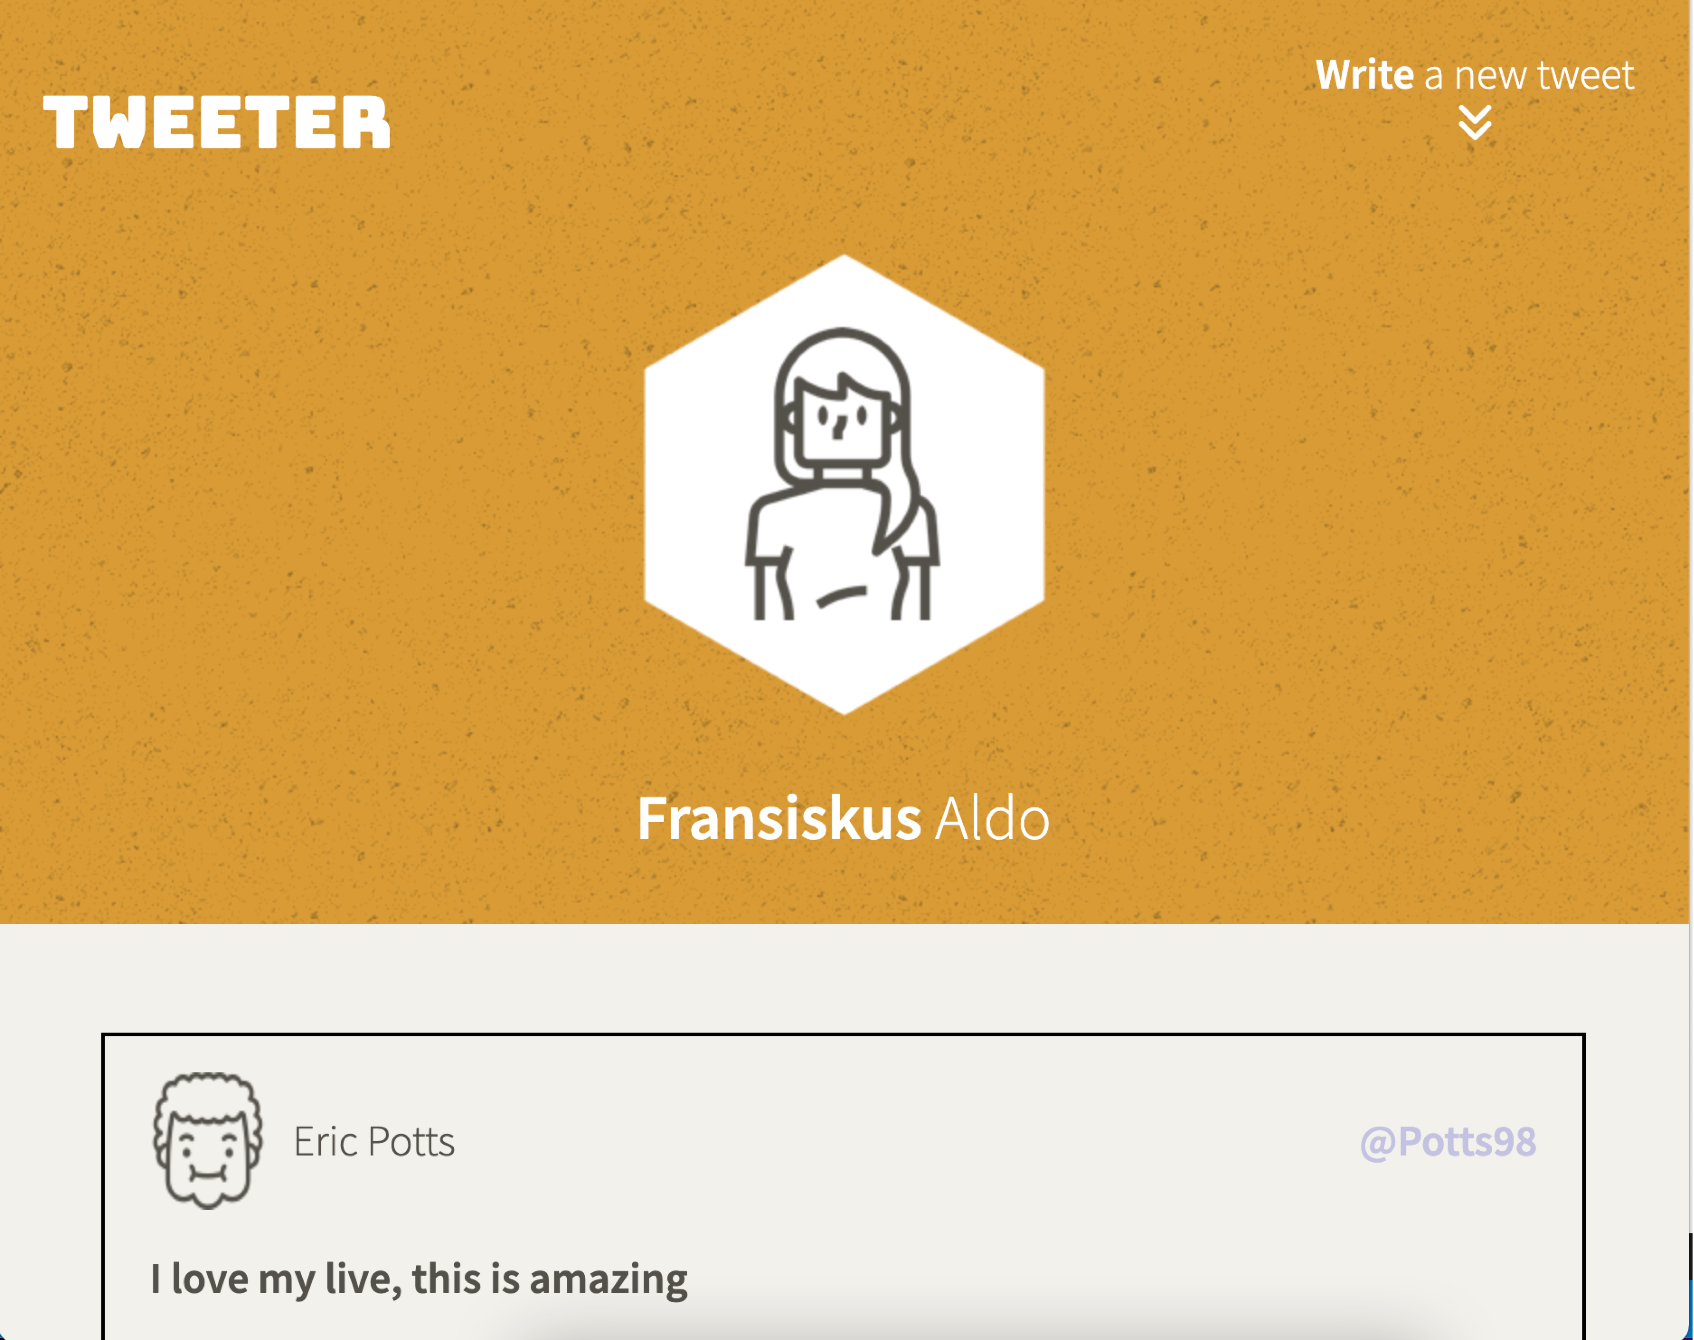 TWEETER
Write a new tweet
Fransiskus Aldo
Eric Potts
@Potts98
I love my live, this is amazing